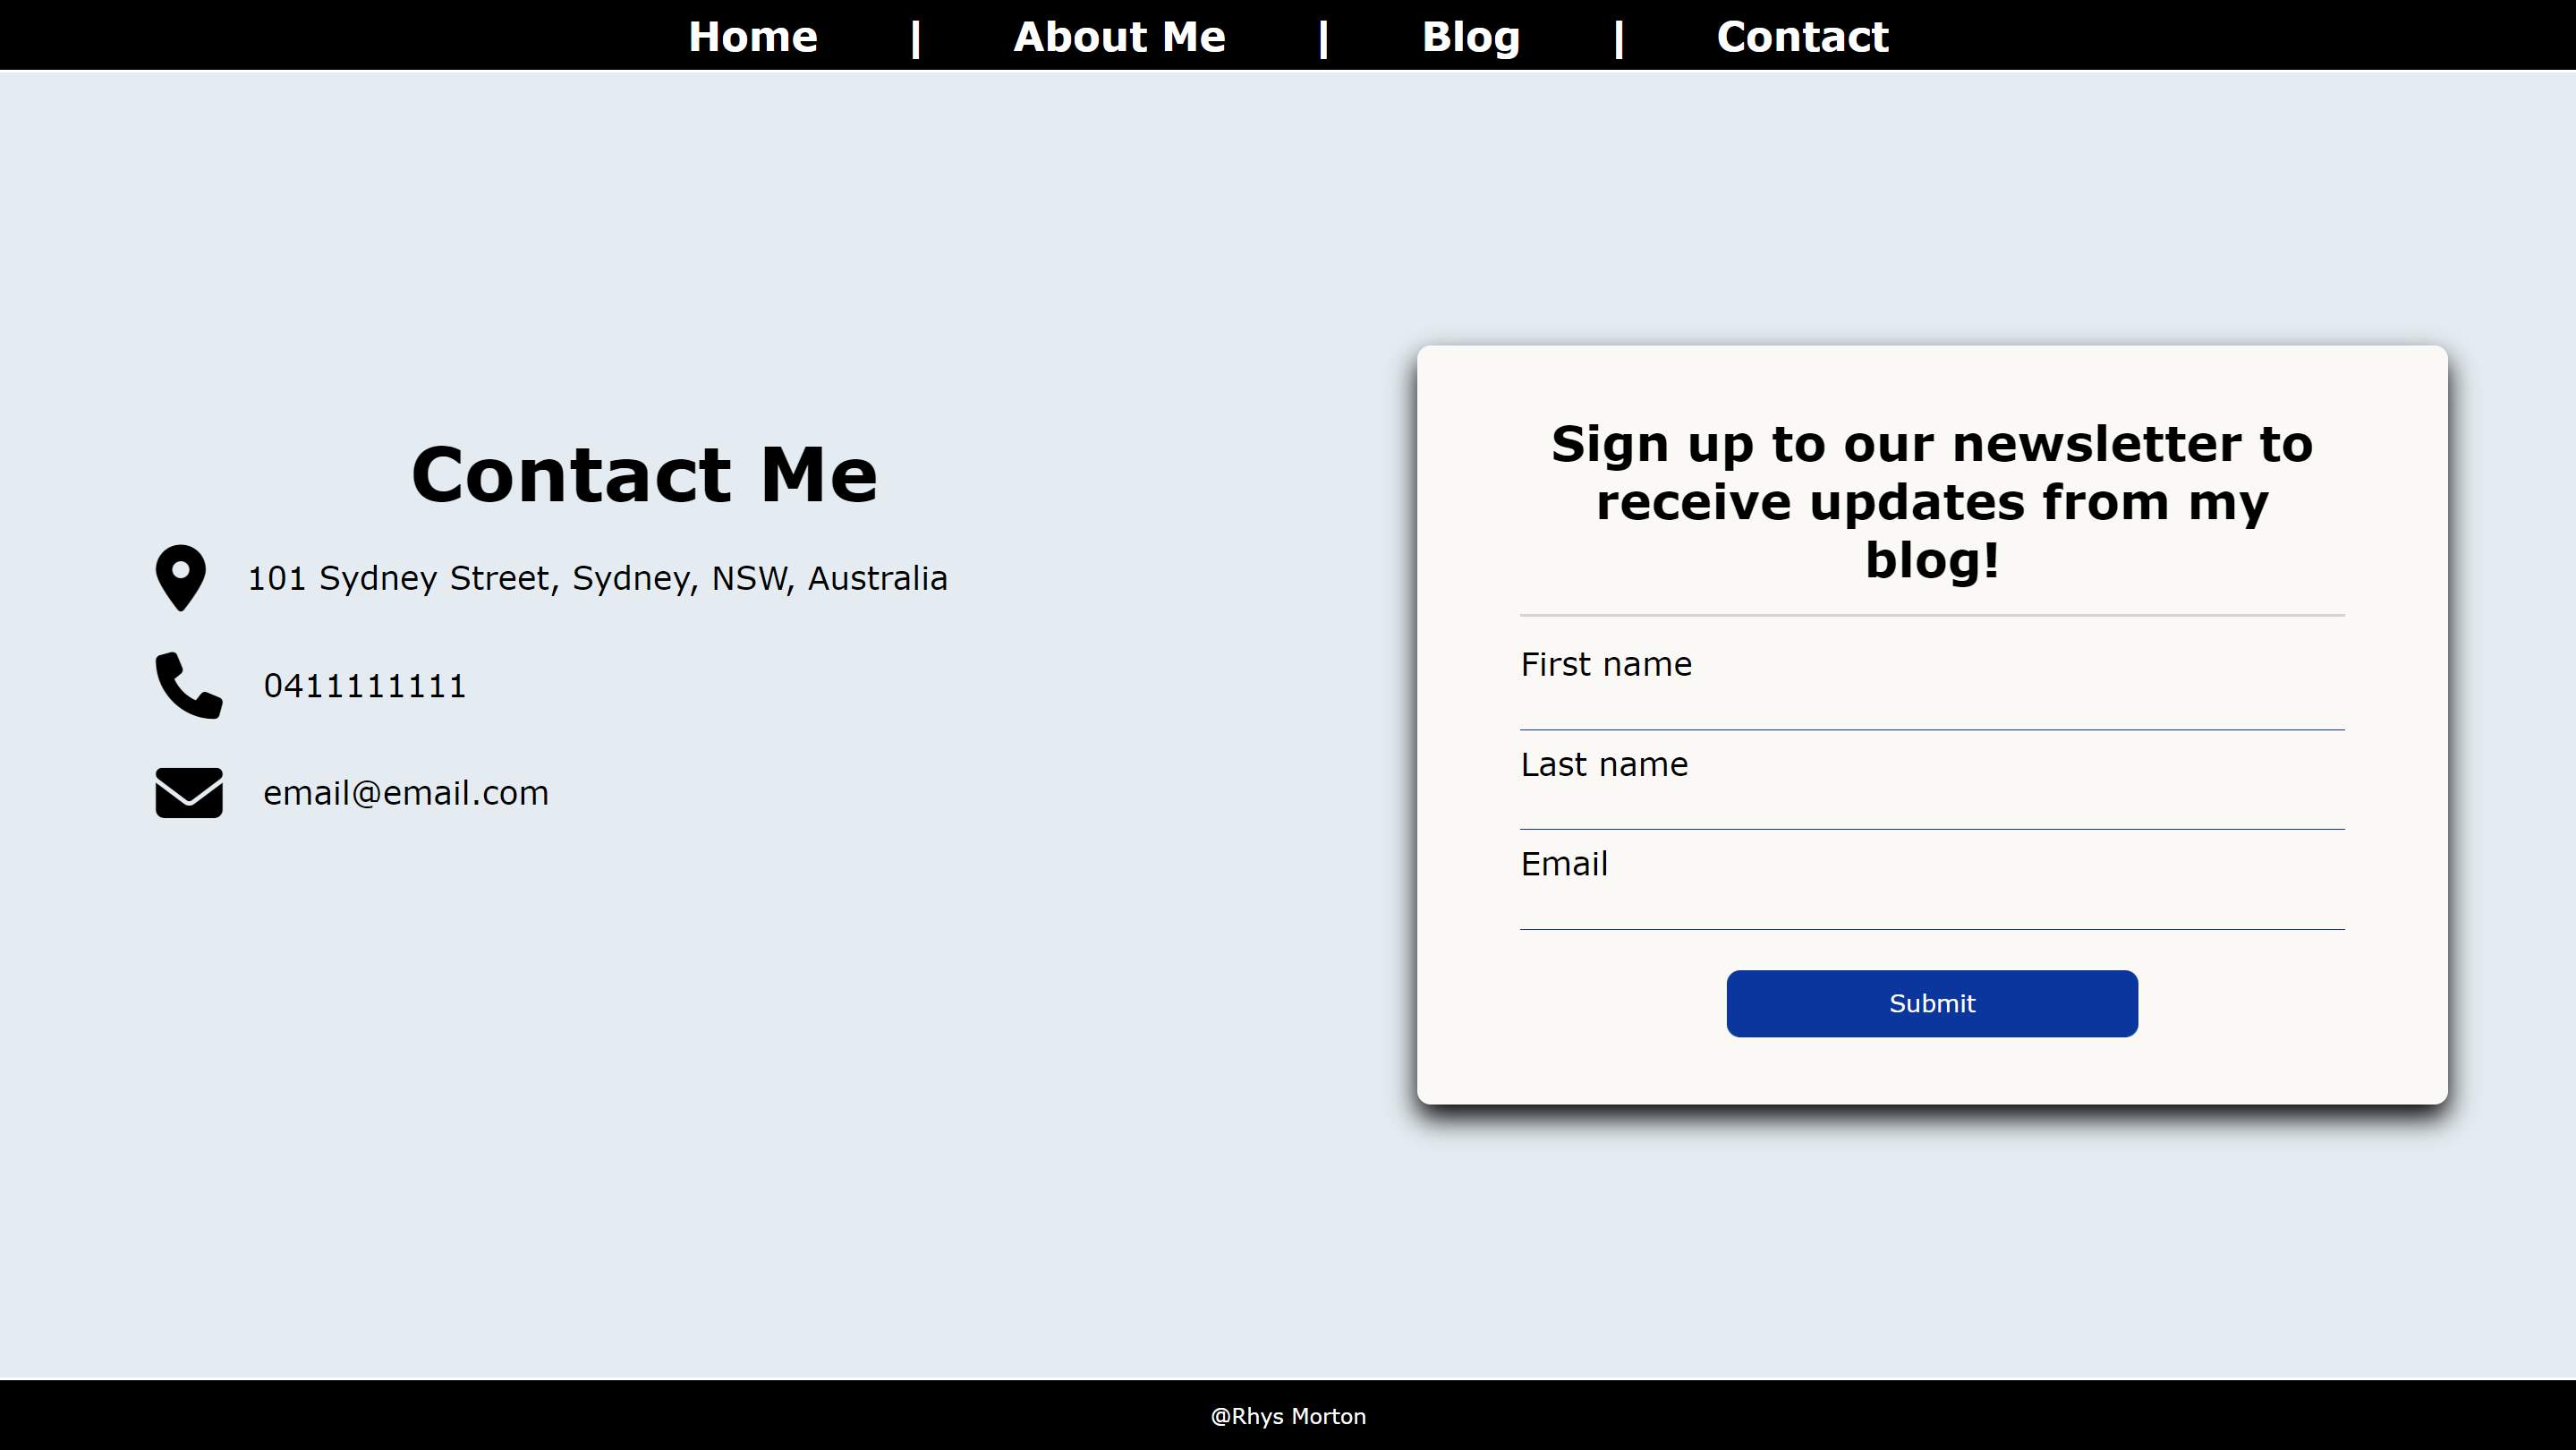 Home | About Me | Blog | Contact
Contact Me
101 Sydney Street, Sydney, NSW, Australia
0411111111
email@email.com
Sign up to our newsletter to
receive updates from my
blog!
First name
Last name
Email
Submit
@Rhys Morton